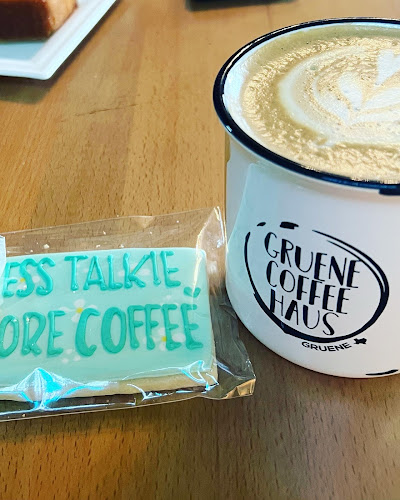 ESS TALKIE
ORE COFFEE
GRUENE
COFFEE
HAUS
GRUENE